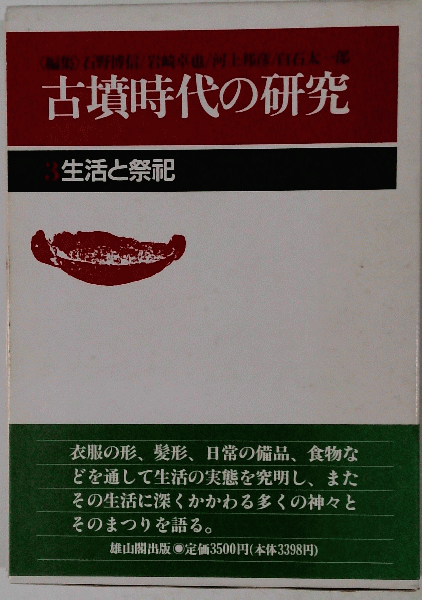 〈編集〉石野博信/岩崎卓也/河上邦彦/白石太一郎
古墳時代の研究
3生活と祭祀
衣服の形、髪形、日常の備品、食物な
どを通して生活の実態を究明し、また
その生活に深くかかわる多くの神々と
そのまつりを語る。
雄山閣出版◉定価3500円(本体3398円)